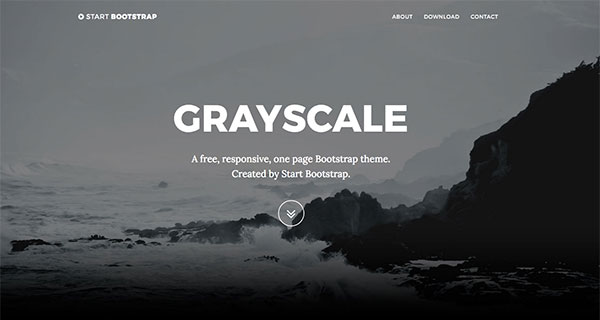 START BOOTSTRAP
ABOUT DOWNLOAD CONTACT
GRAYSCALE
A free, responsive, one page Bootstrap theme.
Created by Start Bootstrap.